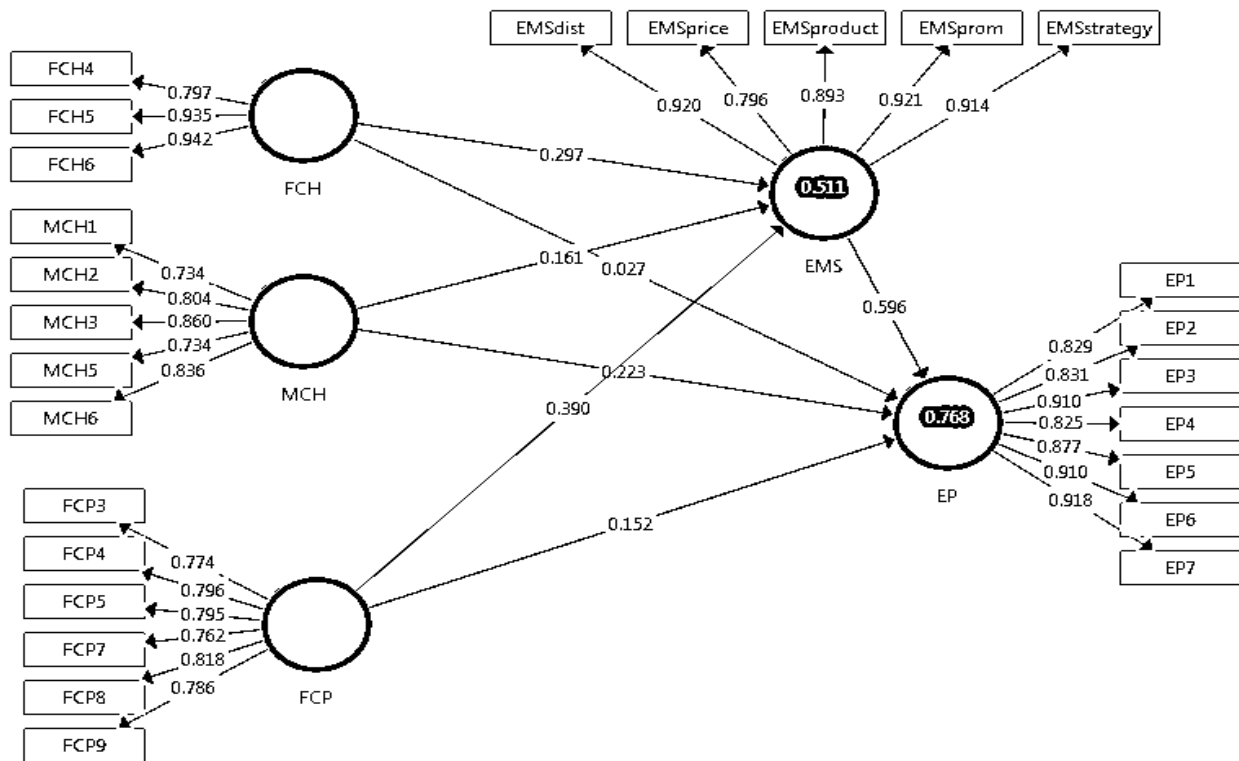 EMSdist
EMSprice
EMSproduct
EMSprom
EMSstrategy
FCH4
FCH5
FCH6
0.797
0.935
0.942
FCH
0.920
0.796
0.893
0.921
0.914
0.297
0.511
EMS
MCH1
MCH2
MCH3
MCH5
MCH6
0.734
0.804
0.860
0.734
0.836
MCH
0.161
0.027
0.596
0.223
0.390
0.768
EP
EP1
EP2
EP3
EP4
EP5
EP6
EP7
0.829
0.831
0.910
0.825
0.877
0.910
0.918
FCP3
FCP4
FCP5
FCP7
FCP8
FCP9
0.774
0.796
0.795
0.762
0.818
0.786
FCP
0.152